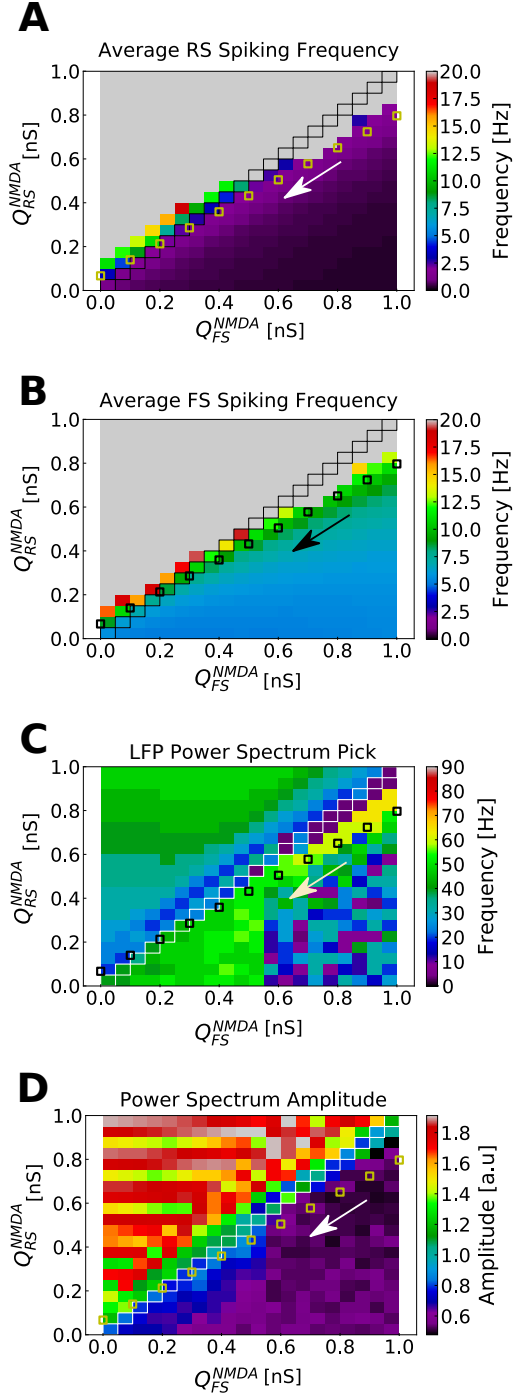 A
Average RS Spiking Frequency
1.0
0.8
0.6
0.4
0.2
0.0
Q_RS^NMDA [nS]
0.0 0.2 0.4 0.6 0.8 1.0
Q_FS^NMDA [nS]
20.0
17.5
15.0
12.5
10.0
7.5
5.0
2.5
0.0
Frequency [Hz]
B
Average FS Spiking Frequency
1.0
0.8
0.6
0.4
0.2
0.0
Q_RS^NMDA [nS]
0.0 0.2 0.4 0.6 0.8 1.0
Q_FS^NMDA [nS]
20.0
17.5
15.0
12.5
10.0
7.5
5.0
2.5
0.0
Frequency [Hz]
C
LFP Power Spectrum Pick
1.0
0.8
0.6
0.4
0.2
0.0
Q_RS^NMDA [nS]
0.0 0.2 0.4 0.6 0.8 1.0
Q_FS^NMDA [nS]
90
80
70
60
50
40
30
20
10
0
Frequency [Hz]
D
Power Spectrum Amplitude
1.0
0.8
0.6
0.4
0.2
0.0
Q_RS^NMDA [nS]
0.0 0.2 0.4 0.6 0.8 1.0
Q_FS^NMDA [nS]
1.8
1.6
1.4
1.2
1.0
0.8
0.6
Amplitude [a.u]